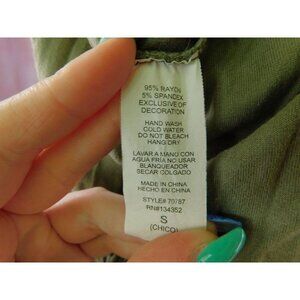 95% RAYON
5% SPANDEX
EXCLUSIVE OF
DECORATION
HAND WASH
COLD WATER
DO NOT BLEACH
HANG DRY
LAVAR A MANO CON
AGUA FRIA NO USAR
BLANQUEADOR
SECAR COLGADO
MADE IN CHINA
HECHO EN CHINA
STYLE# 70787
RN#134352
S
(CHICO)